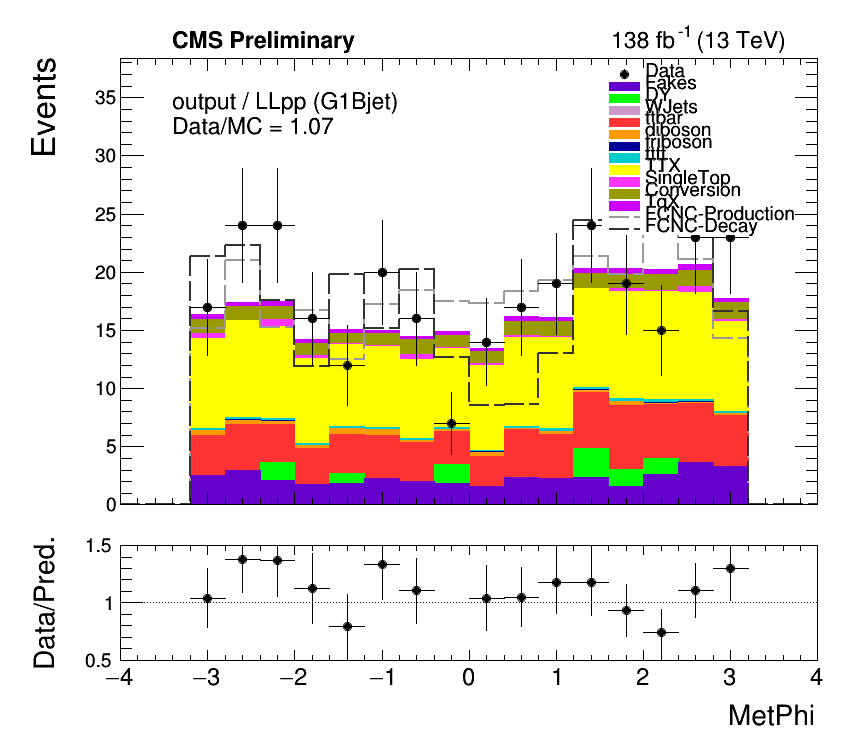 CMS Preliminary
138 fb⁻¹ (13 TeV)
Events
output / LLpp (G1Bjet)
Data/MC = 1.07
Data
Fakes
DY
WJets
ttbar
diboson
triboson
tttt
TTX
SingleTop
Conversion
TqX
FCNC-Production
FCNC-Decay
35
30
25
20
15
10
5
0
Data/Pred.
1.5
1
0.5
−4 −3 −2 −1 0 1 2 3 4
MetPhi